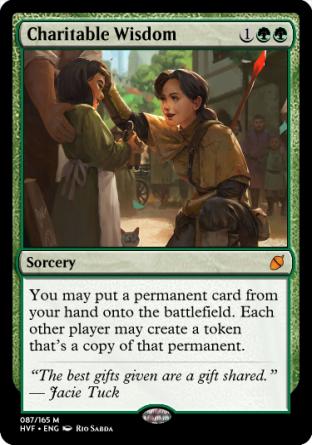 Charitable Wisdom 1
Sorcery
You may put a permanent card from
your hand onto the battlefield. Each
other player may create a token
that's a copy of that permanent.
"The best gifts given are a gift shared."
— Jacie Tuck
087/165 M
HVF • ENG Rio Sabda